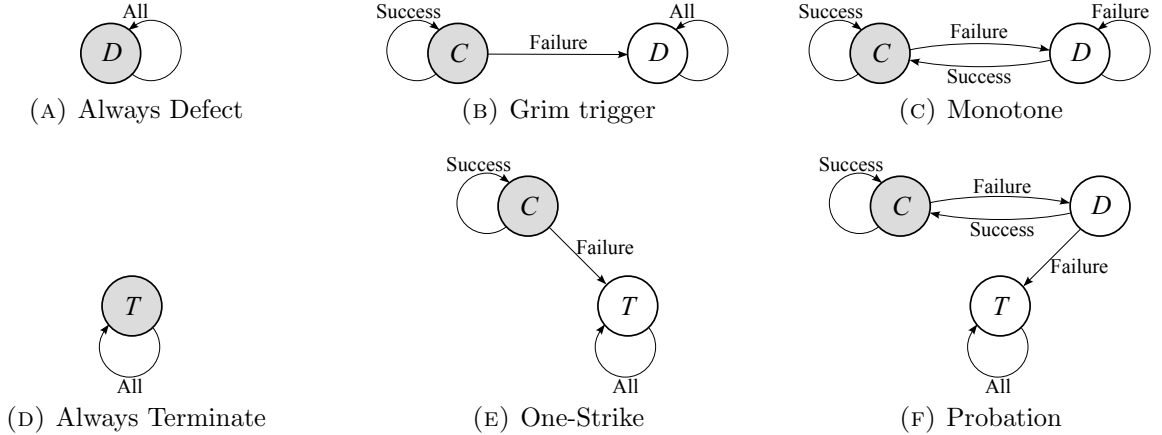 All
D
(A) Always Defect
Success
C
Failure
All
D
(B) Grim trigger
Success
C
Failure
Success
Failure
D
(C) Monotone
T
All
(D) Always Terminate
Success
C
Failure
T
All
(E) One-Strike
Success
C
Failure
Success
D
Failure
T
All
(F) Probation